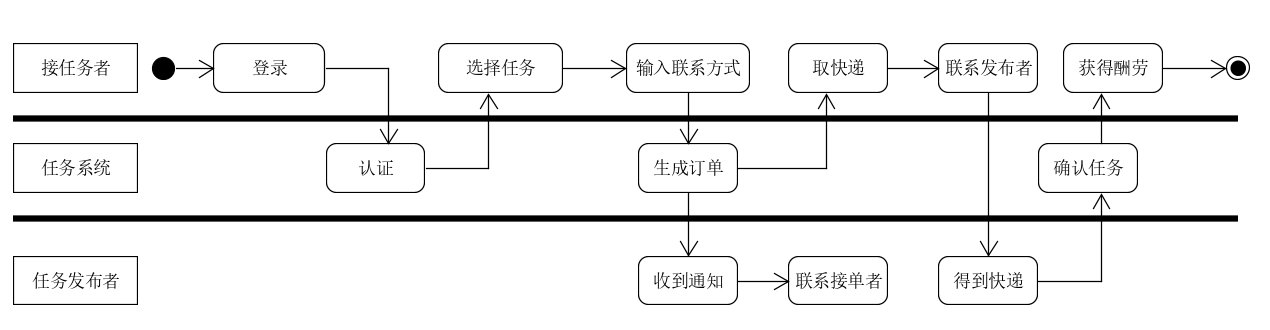 接任务者
登录
选择任务
输入联系方式
取快递
联系发布者
获得酬劳
任务系统
认证
生成订单
确认任务
任务发布者
收到通知
联系接单者
得到快递